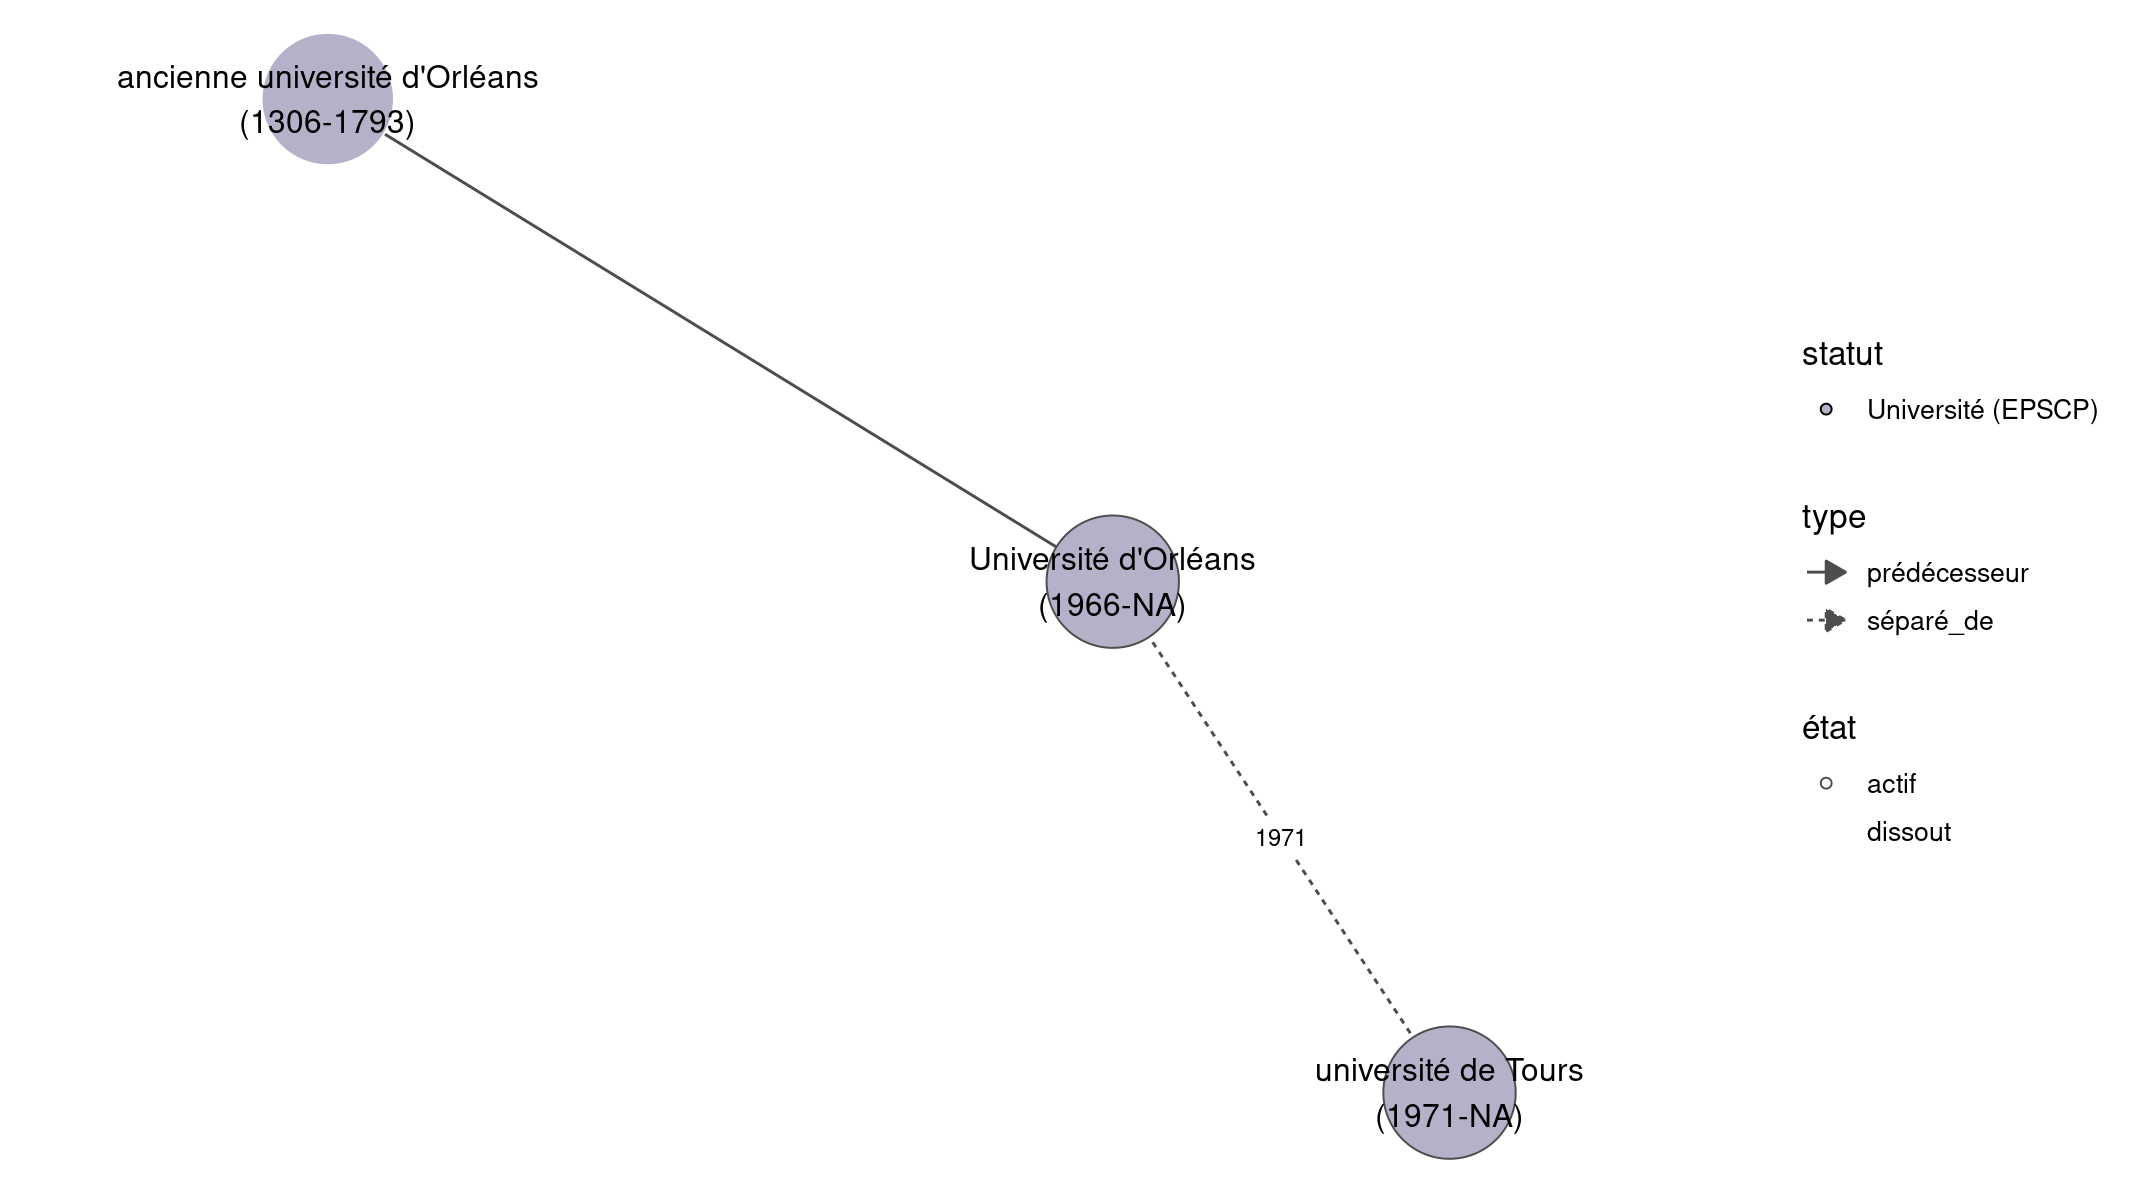 ancienne université d'Orléans
(1306-1793)
Université d'Orléans
(1966-NA)
1971
université de Tours
(1971-NA)
statut
Université (EPSCP)
type
prédécesseur
séparé_de
état
actif
dissout